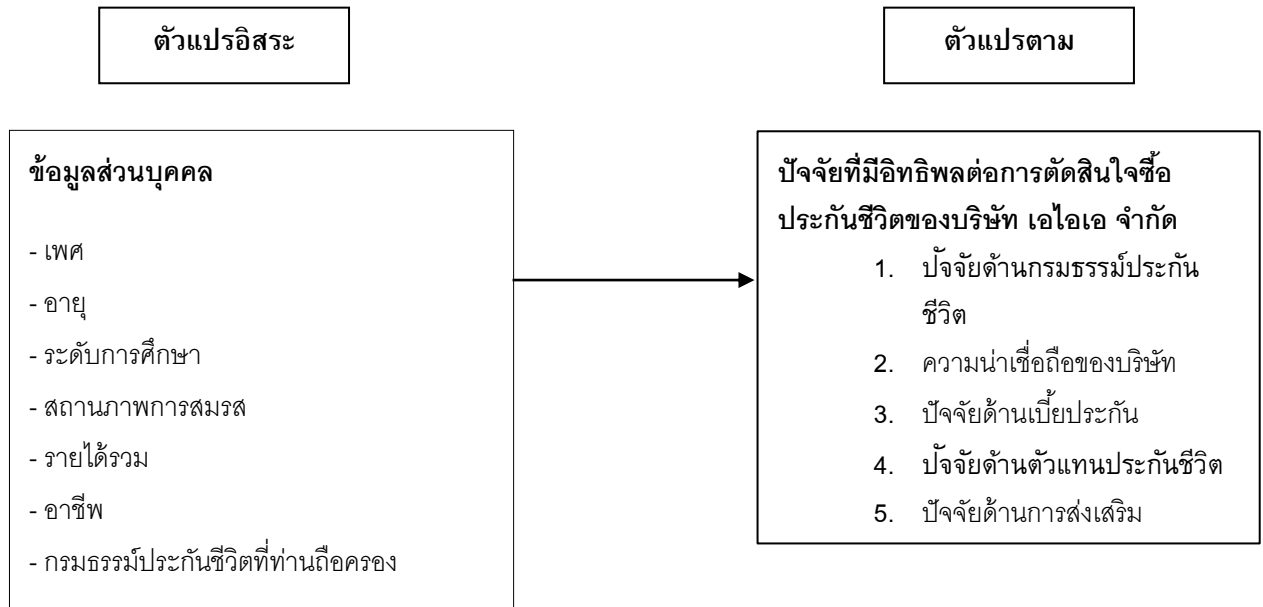 ตัวแปรอิสระ
ตัวแปรตาม
ข้อมูลส่วนบุคคล
- เพศ
- อายุ
- ระดับการศึกษา
- สถานภาพการสมรส
- รายได้รวม
- อาชีพ
- กรมธรรม์ประกันชีวิตที่ท่านถือครอง
ปัจจัยที่มีอิทธิพลต่อการตัดสินใจซื้อ
ประกันชีวิตของบริษัท เอไอเอ จำกัด
1. ปัจจัยด้านกรมธรรม์ประกัน
ชีวิต
2. ความน่าเชื่อถือของบริษัท
3. ปัจจัยด้านเบี้ยประกัน
4. ปัจจัยด้านตัวแทนประกันชีวิต
5. ปัจจัยด้านการส่งเสริม